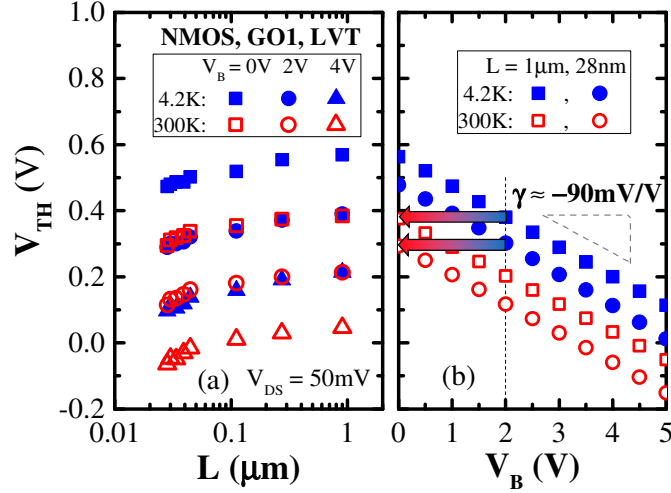 NMOS, GO1, LVT
V_B = 0V 2V 4V
4.2K:
300K:
(a)
V_DS = 50mV
1.0
0.8
0.6
0.4
0.2
0.0
-0.2
V_TH (V)
0.01
0.1
1
L (μm)
L = 1μm, 28nm
4.2K: ,
300K: ,
γ ≈ −90mV/V
(b)
0
1
2
3
4
5
V_B (V)